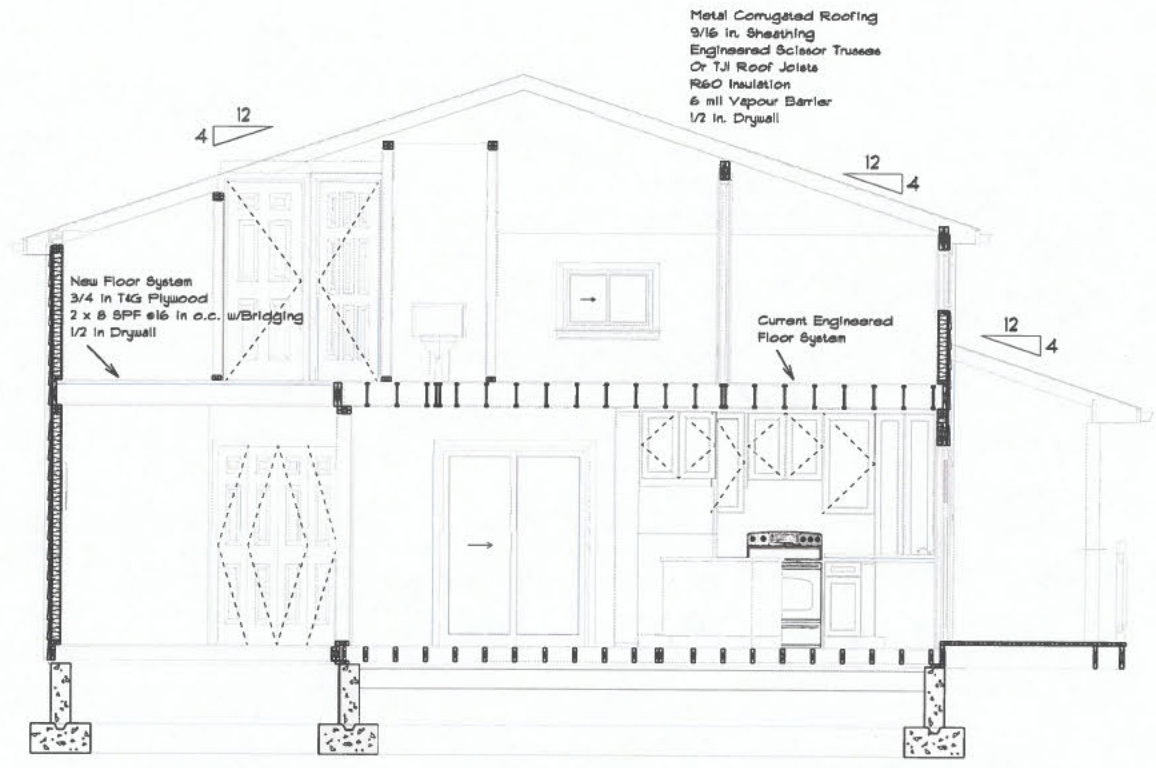 Metal Corrugated Roofing
9/16 in. Sheathing
Engineered Scissor Trusses
Or TJI Roof Joists
R60 Insulation
6 mil Vapour Barrier
1/2 in. Drywall
12
4
12
4
New Floor System
3/4 in T&G Plywood
2 x 8 SPF @16 in o.c. w/Bridging
1/2 in Drywall
Current Engineered
Floor System
12
4